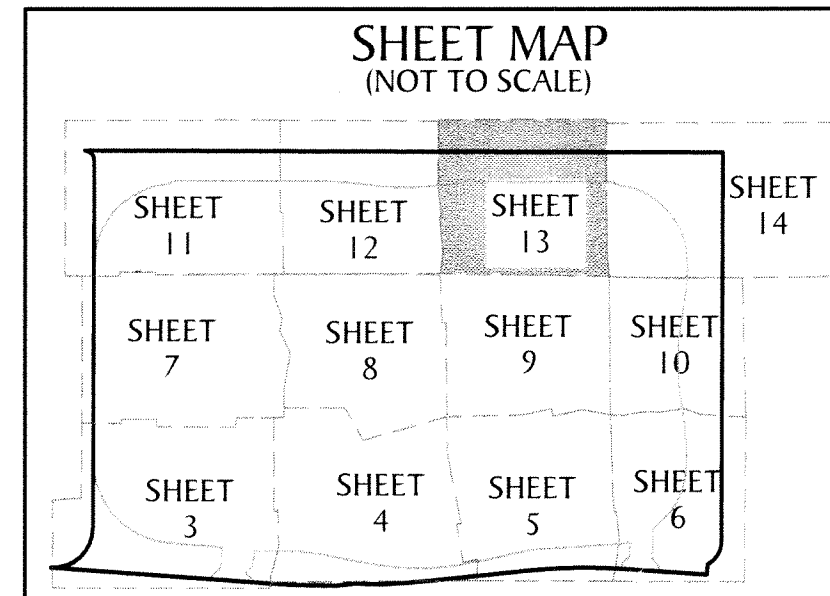 SHEET MAP
(NOT TO SCALE)
SHEET
11
SHEET
12
SHEET
13
SHEET
14
SHEET
7
SHEET
8
SHEET
9
SHEET
10
SHEET
3
SHEET
4
SHEET
5
SHEET
6